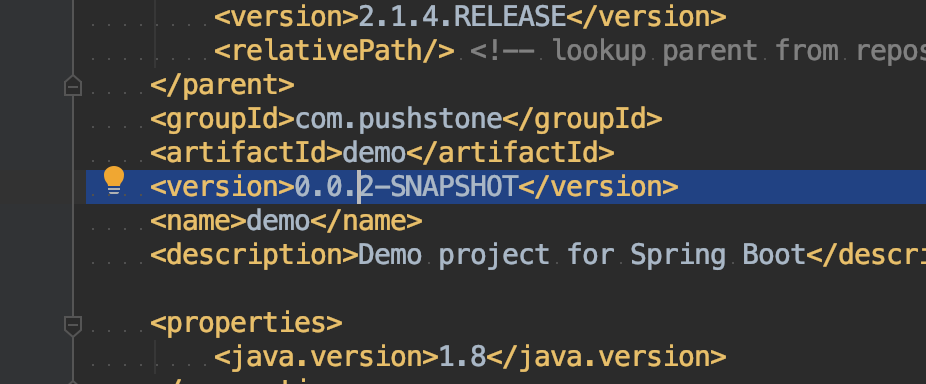 <version>2.1.4.RELEASE</version>
<relativePath/> <!-- lookup parent from repos
</parent>
<groupId>com.pushstone</groupId>
<artifactId>demo</artifactId>
<version>0.0.2-SNAPSHOT</version>
<name>demo</name>
<description>Demo project for Spring Boot</descri
<properties>
<java.version>1.8</java.version>